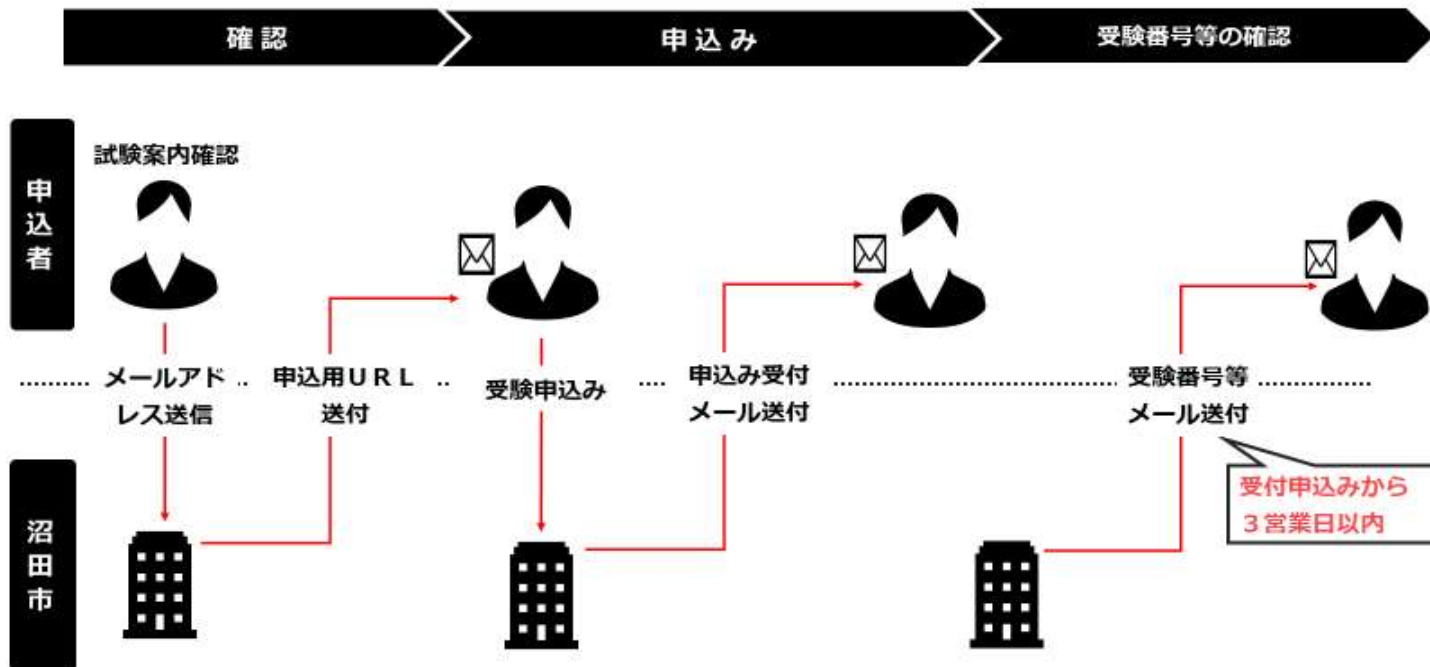 確認
申込み
受験番号等の確認
申込者
試験案内確認
メールアド
レス送信
申込用ＵＲＬ
送付
受験申込み
申込み受付
メール送付
受験番号等
メール送付
受付申込みから
３営業日以内
沼田市